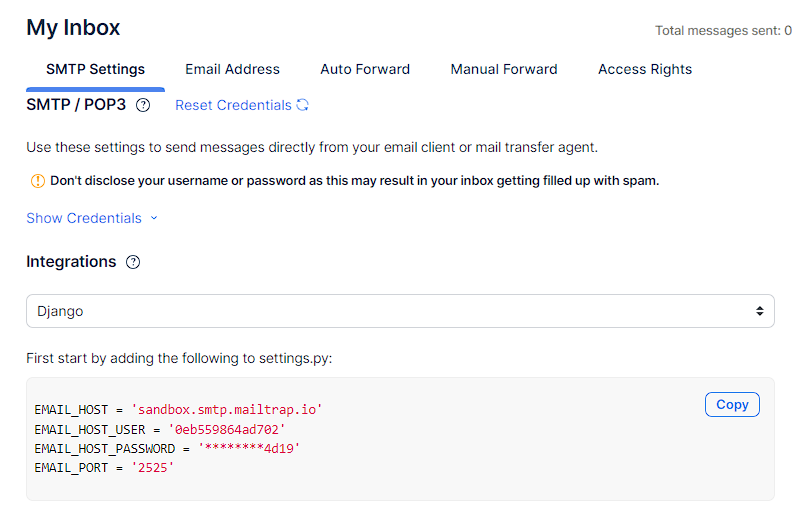 My Inbox
Total messages sent: 0
SMTP Settings Email Address Auto Forward Manual Forward Access Rights
SMTP / POP3 ? Reset Credentials
Use these settings to send messages directly from your email client or mail transfer agent.
! Don't disclose your username or password as this may result in your inbox getting filled up with spam.
Show Credentials
Integrations ?
Django
First start by adding the following to settings.py:
Copy
EMAIL_HOST = 'sandbox.smtp.mailtrap.io'
EMAIL_HOST_USER = '0eb559864ad702'
EMAIL_HOST_PASSWORD = '********4d19'
EMAIL_PORT = '2525'